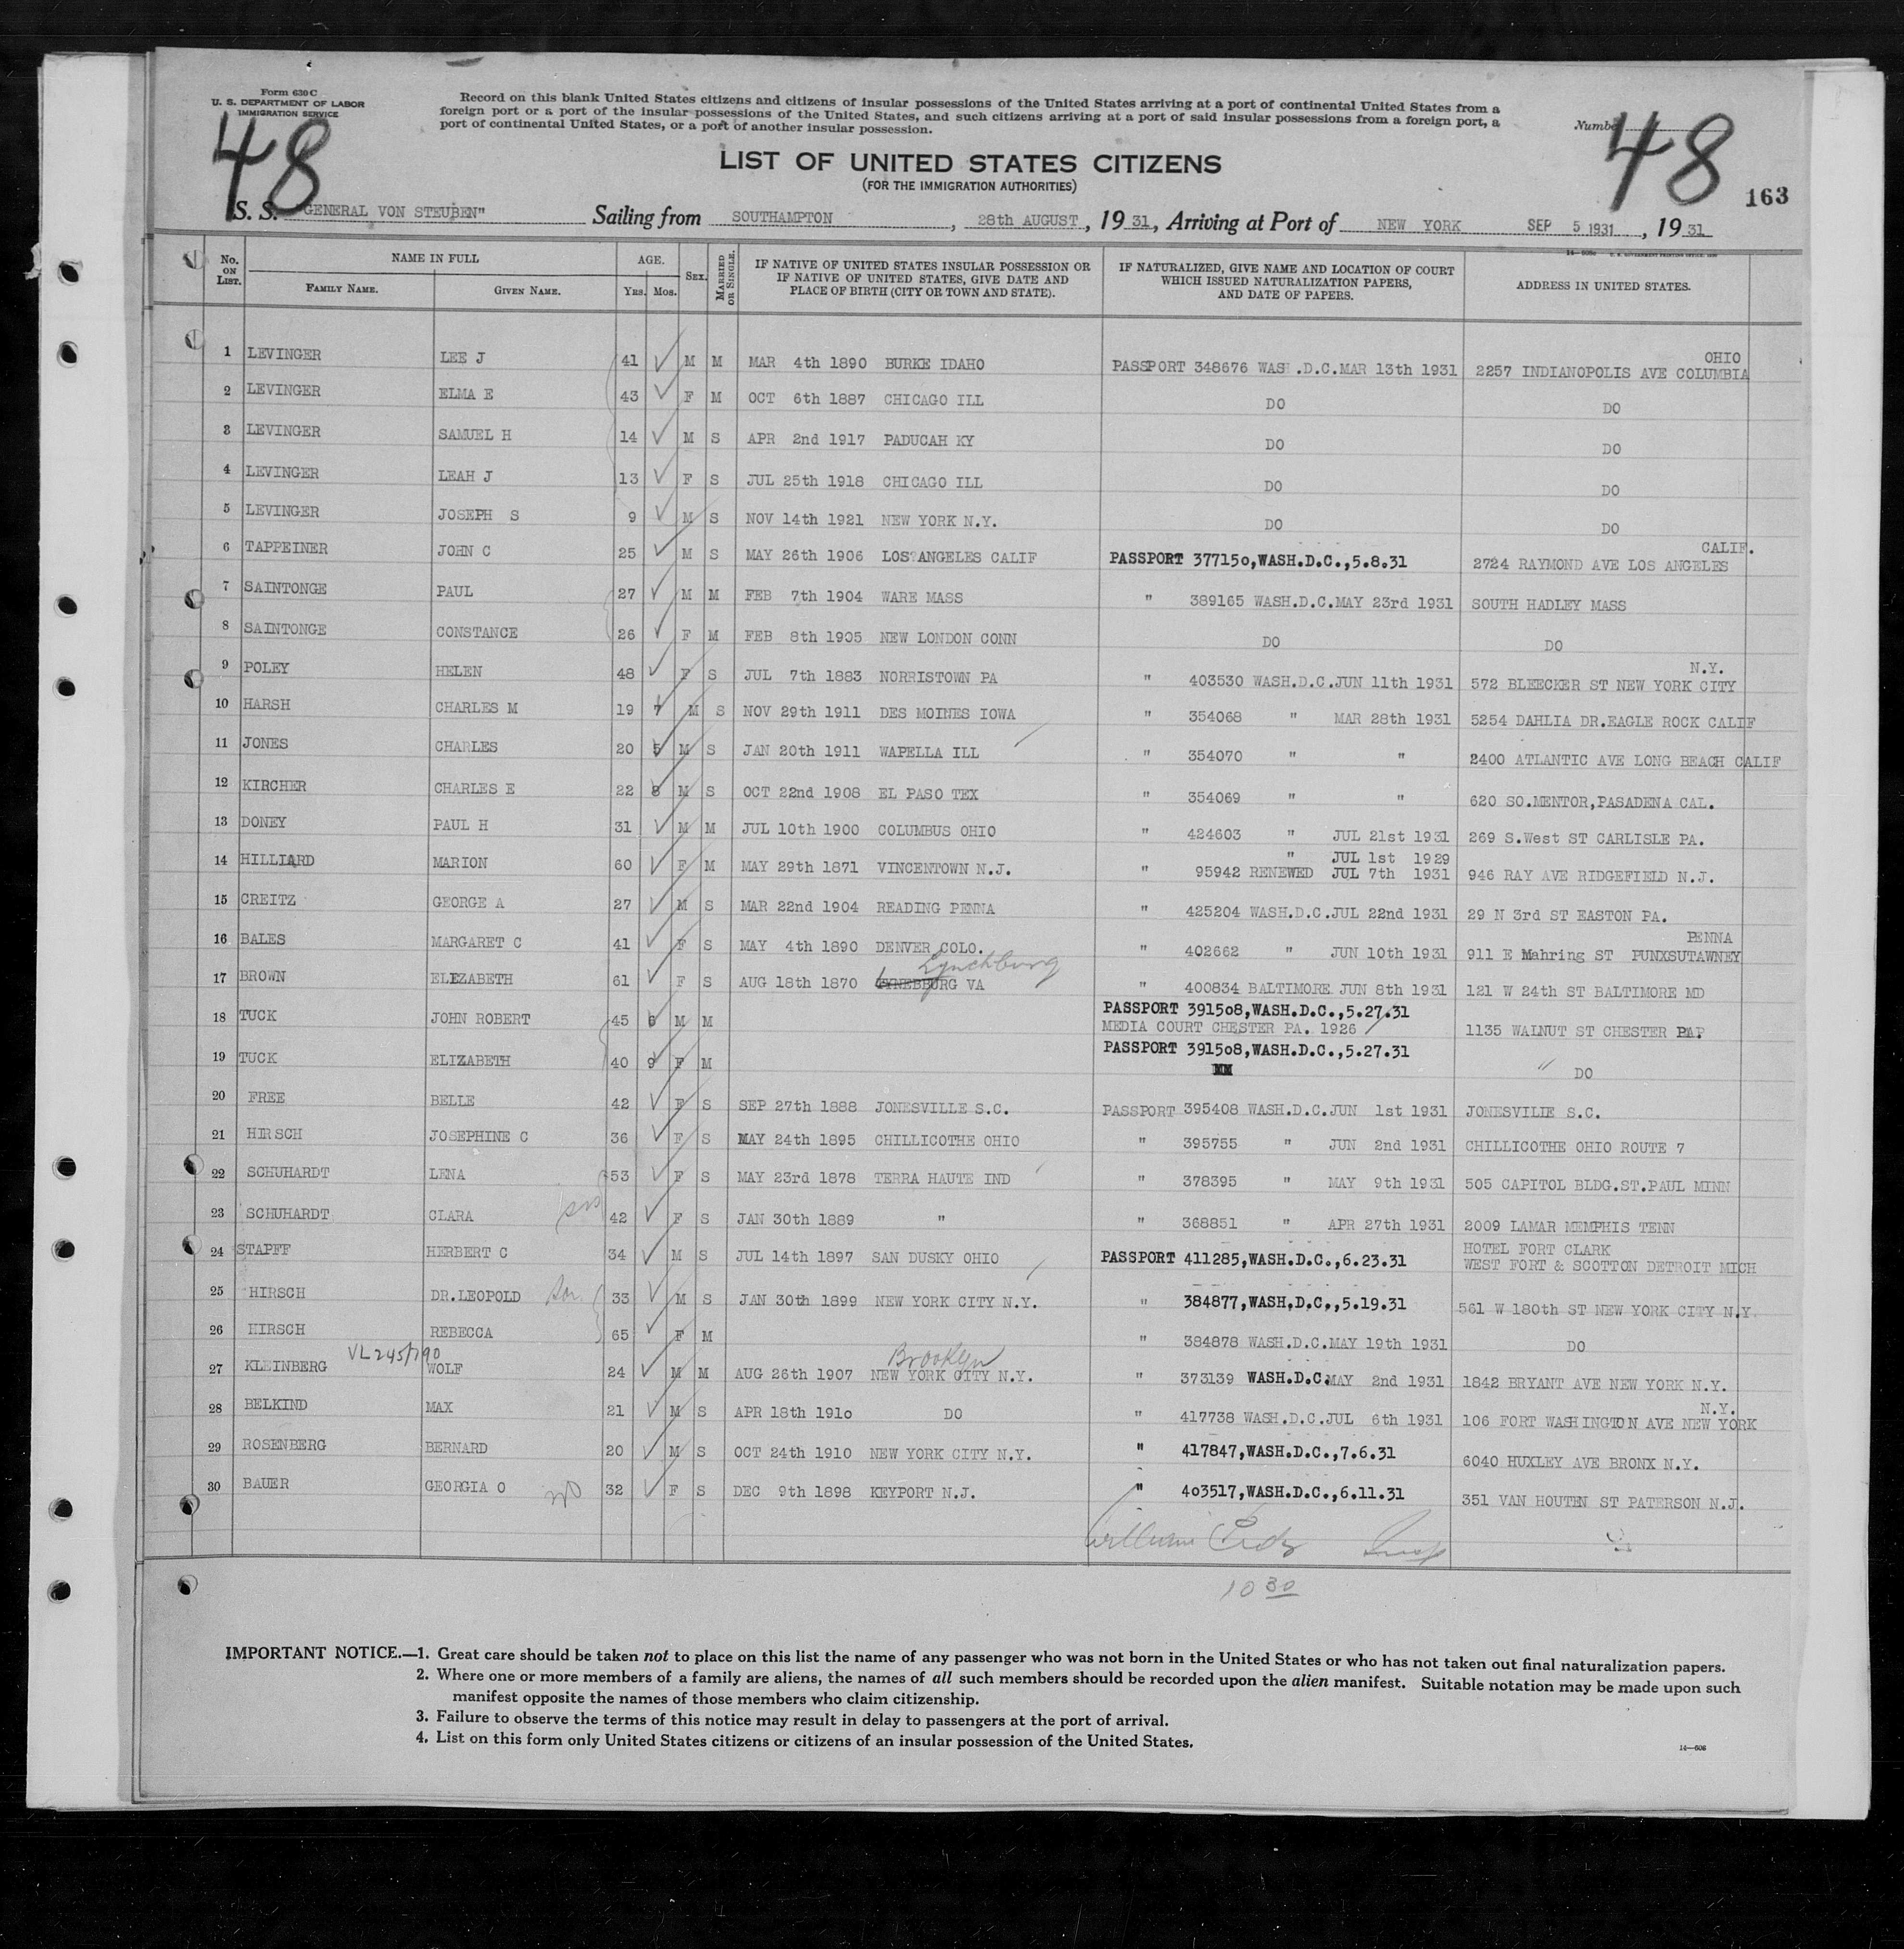 Form 630 C
U. S. DEPARTMENT OF LABOR
IMMIGRATION SERVICE
Record on this blank United States citizens and citizens of insular possessions of the United States arriving at a port of continental United States from a
foreign port or a port of the insular possessions of the United States, and such citizens arriving at a port of said insular possessions from a foreign port, a
port of continental United States, or a port of another insular possession.
Number
48
48
163
LIST OF UNITED STATES CITIZENS
(FOR THE IMMIGRATION AUTHORITIES)
S. S. "GENERAL VON STEUBEN" Sailing from SOUTHAMPTON, 28th AUGUST, 1931, Arriving at Port of NEW YORK SEP 5 1931, 1931
No. ON LIST. NAME IN FULL FAMILY NAME. GIVEN NAME. AGE. YRS. MOS. SEX. MARRIED OR SINGLE. IF NATIVE OF UNITED STATES INSULAR POSSESSION OR IF NATIVE OF UNITED STATES, GIVE DATE AND PLACE OF BIRTH (CITY OR TOWN AND STATE). IF NATURALIZED, GIVE NAME AND LOCATION OF COURT WHICH ISSUED NATURALIZATION PAPERS, AND DATE OF PAPERS. ADDRESS IN UNITED STATES.
1 LEVINGER LEE J 41 M M MAR 4th 1890 BURKE IDAHO PASSPORT 348676 WASH.D.C.MAR 13th 1931 2257 INDIANOPOLIS AVE COLUMBIA OHIO
2 LEVINGER ELMA E 43 F M OCT 6th 1887 CHICAGO ILL DO DO
3 LEVINGER SAMUEL H 14 M S APR 2nd 1917 PADUCAH KY DO DO
4 LEVINGER LEAH J 13 F S JUL 25th 1918 CHICAGO ILL DO DO
5 LEVINGER JOSEPH S 9 M S NOV 14th 1921 NEW YORK N.Y. DO DO
6 TAPPEINER JOHN C 25 M S MAY 26th 1906 LOS ANGELES CALIF PASSPORT 377150,WASH.D.C.,5.8.31 2724 RAYMOND AVE LOS ANGELES CALIF.
7 SAINTONGE PAUL 27 M M FEB 7th 1904 WARE MASS " 389165 WASH.D.C.MAY 23rd 1931 SOUTH HADLEY MASS
8 SAINTONGE CONSTANCE 26 F M FEB 8th 1905 NEW LONDON CONN DO DO
9 POLEY HELEN 48 F S JUL 7th 1883 NORRISTOWN PA " 403530 WASH.D.C.JUN 11th 1931 572 BLEECKER ST NEW YORK CITY N.Y.
10 HARSH CHARLES M 19 7 M S NOV 29th 1911 DES MOINES IOWA " 354068 " MAR 28th 1931 5254 DAHLIA DR.EAGLE ROCK CALIF
11 JONES CHARLES 20 5 M S JAN 20th 1911 WAPELLA ILL " 354070 " " 2400 ATLANTIC AVE LONG BEACH CALIF
12 KIRCHER CHARLES E 22 8 M S OCT 22nd 1908 EL PASO TEX " 354069 " " 620 SO.MENTOR,PASADENA CAL.
13 DONEY PAUL H 31 M M JUL 10th 1900 COLUMBUS OHIO " 424603 " JUL 21st 1931 269 S.West ST CARLISLE PA.
14 HILLIARD MARION 60 F M MAY 29th 1871 VINCENTOWN N.J. " 95942 " JUL 1st 1929 RENEWED JUL 7th 1931 946 RAY AVE RIDGEFIELD N.J.
15 CREITZ GEORGE A 27 M S MAR 22nd 1904 READING PENNA " 425204 WASH.D.C.JUL 22nd 1931 29 N 3rd ST EASTON PA.
16 BALES MARGARET C 41 F S MAY 4th 1890 DENVER COLO. " 402662 " JUN 10th 1931 911 E Mahring ST PUNXSUTAWNEY PENNA
17 BROWN ELIZABETH 61 F S AUG 18th 1870 LYNEBBURG VA Lynchburg " 400834 BALTIMORE JUN 8th 1931 121 W 24th ST BALTIMORE MD
18 TUCK JOHN ROBERT 45 6 M M PASSPORT 391508,WASH.D.C.,5.27.31 MEDIA COURT CHESTER PA. 1926 1135 WALNUT ST CHESTER PA.
19 TUCK ELIZABETH 40 9 F M PASSPORT 391508,WASH.D.C.,5.27.31 " DO
20 FREE BELLE 42 F S SEP 27th 1888 JONESVILLE S.C. PASSPORT 395408 WASH.D.C.JUN 1st 1931 JONESVILIE S.C.
21 HIRSCH JOSEPHINE C 36 F S MAY 24th 1895 CHILLICOTHE OHIO " 395755 " JUN 2nd 1931 CHILLICOTHE OHIO ROUTE 7
22 SCHUHARDT LENA 53 F S MAY 23rd 1878 TERRA HAUTE IND " 378395 " MAY 9th 1931 505 CAPITOL BLDG.ST.PAUL MINN
23 SCHUHARDT CLARA sis 42 F S JAN 30th 1889 " " 368851 " APR 27th 1931 2009 LAMAR MEMPHIS TENN
24 STAPFF HERBERT C 34 M S JUL 14th 1897 SAN DUSKY OHIO PASSPORT 411285,WASH.D.C.,6.23.31 HOTEL FORT CLARK WEST FORT & SCOTTON DETROIT MICH
25 HIRSCH DR.LEOPOLD Son 33 M S JAN 30th 1899 NEW YORK CITY N.Y. " 384877,WASH.D.C.,5.19.31 561 W 180th ST NEW YORK CITY N.Y.
26 HIRSCH REBECCA 65 F M " 384878 WASH.D.C.MAY 19th 1931 DO
27 KLEINBERG VL 245/190 WOLF 24 M M AUG 26th 1907 NEW YORK CITY N.Y. Brooklyn " 373139 WASH.D.C.MAY 2nd 1931 1842 BRYANT AVE NEW YORK N.Y.
28 BELKIND MAX 21 M S APR 18th 1910 DO " 417738 WASH.D.C.JUL 6th 1931 106 FORT WASHINGTON AVE NEW YORK N.Y.
29 ROSENBERG BERNARD 20 M S OCT 24th 1910 NEW YORK CITY N.Y. " 417847,WASH.D.C.,7.6.31 6040 HUXLEY AVE BRONX N.Y.
30 BAUER GEORGIA O 32 F S DEC 9th 1898 KEYPORT N.J. " 403517,WASH.D.C.,6.11.31 351 VAN HOUTEN ST PATERSON N.J.
William
10 30
IMPORTANT NOTICE.—1. Great care should be taken not to place on this list the name of any passenger who was not born in the United States or who has not taken out final naturalization papers.
2. Where one or more members of a family are aliens, the names of all such members should be recorded upon the alien manifest. Suitable notation may be made upon such
manifest opposite the names of those members who claim citizenship.
3. Failure to observe the terms of this notice may result in delay to passengers at the port of arrival.
4. List on this form only United States citizens or citizens of an insular possession of the United States.
14—608